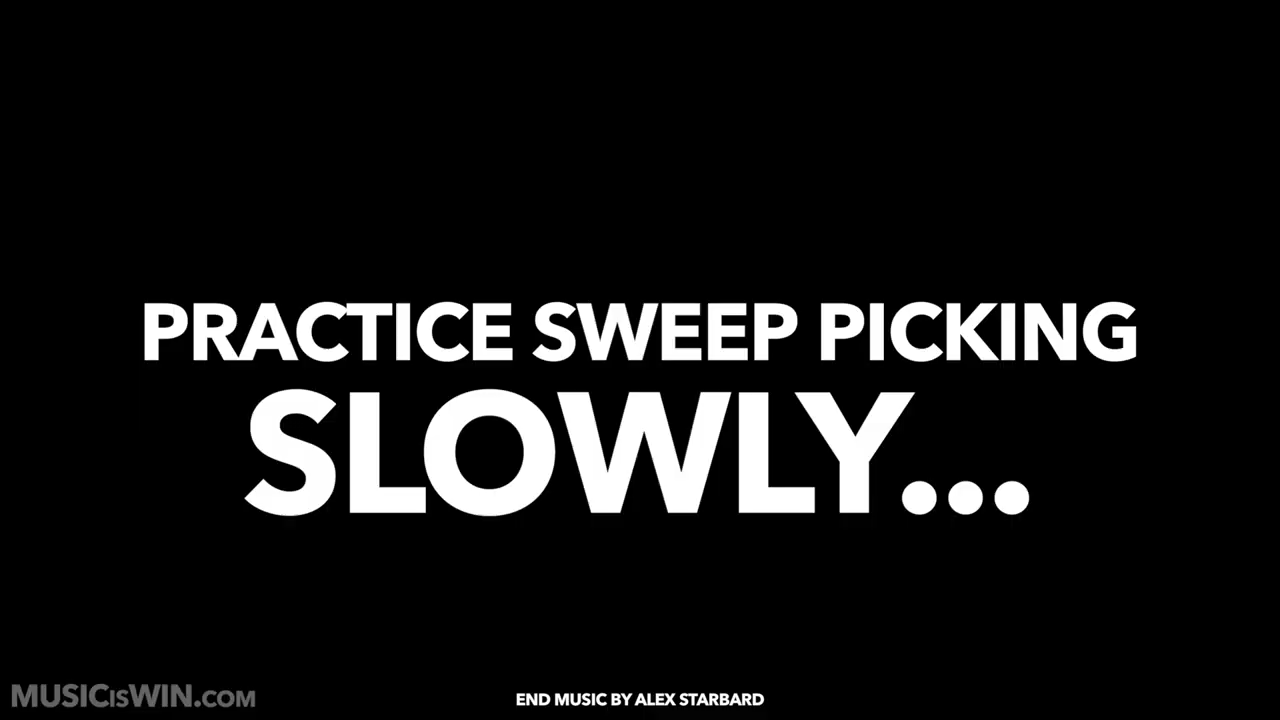 PRACTICE SWEEP PICKING
SLOWLY...
MUSICisWIN.COM
END MUSIC BY ALEX STARBARD